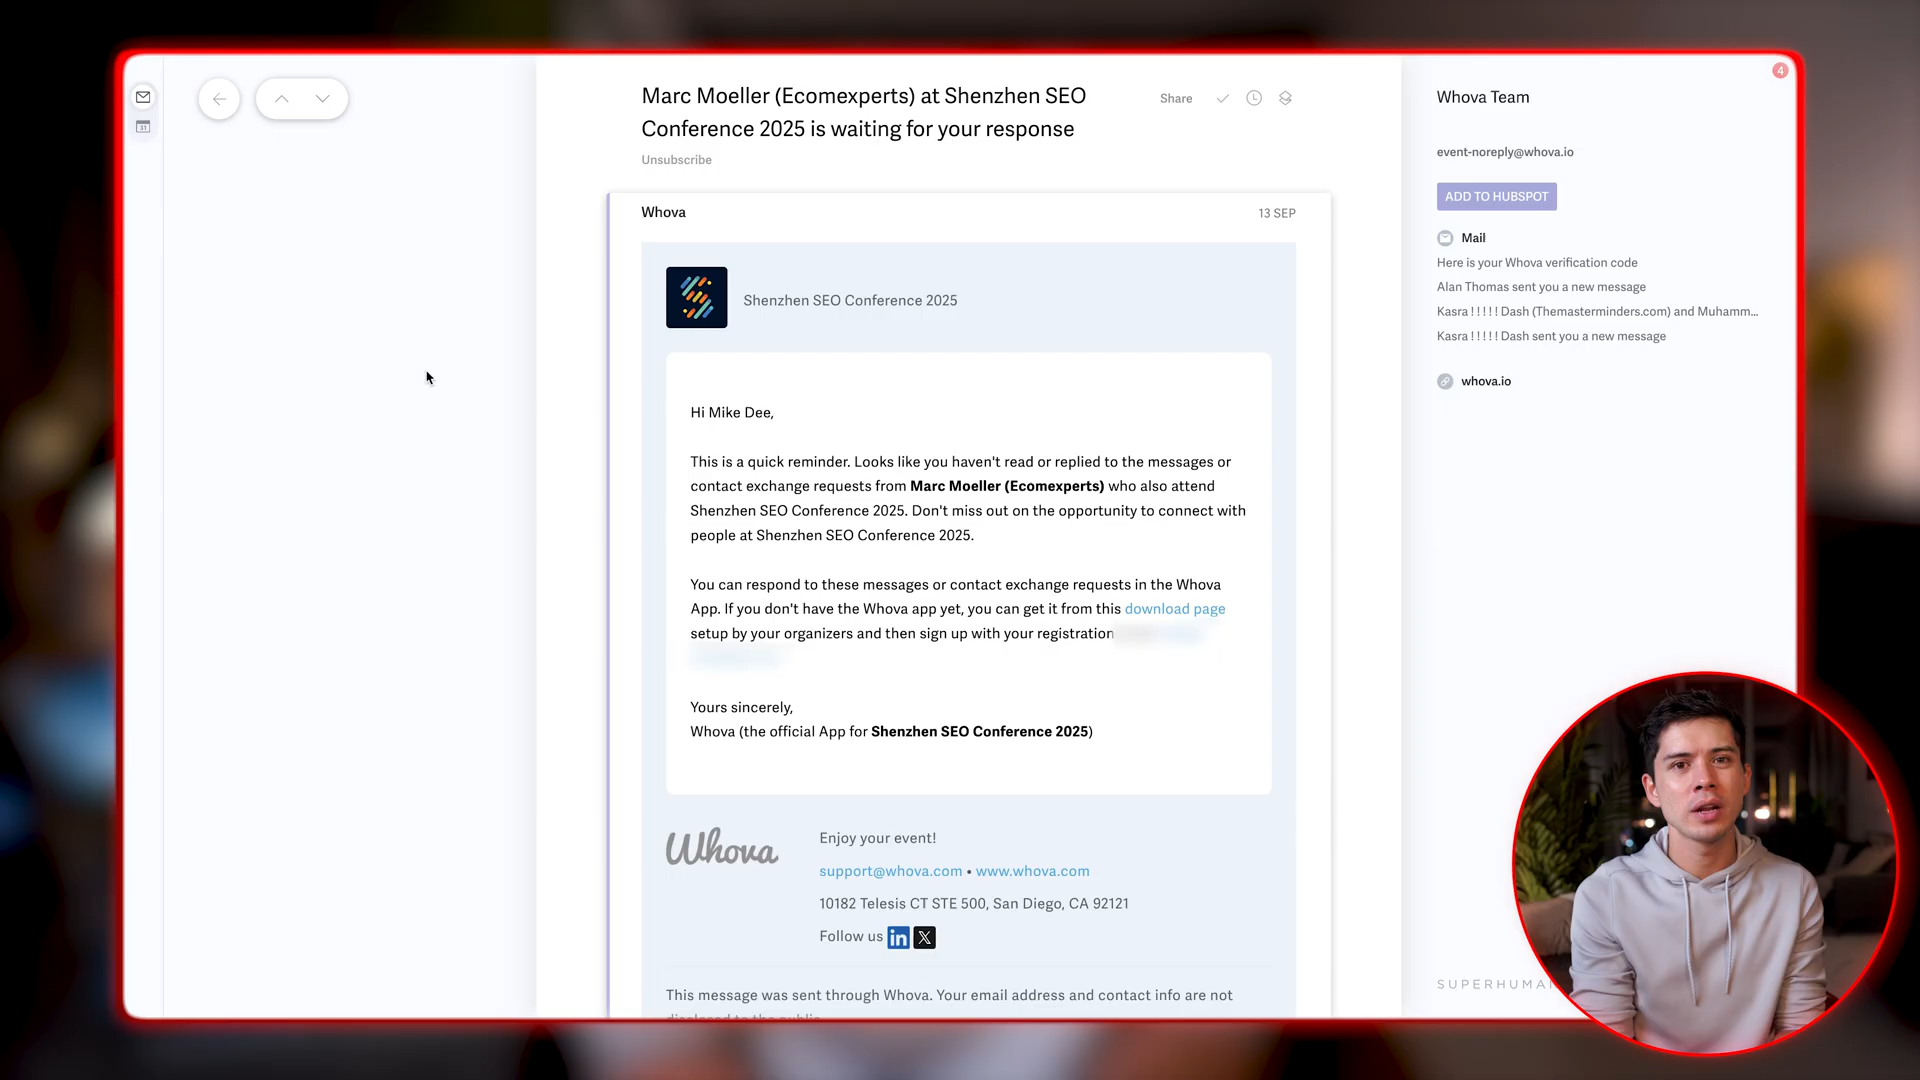 Marc Moeller (Ecomexperts) at Shenzhen SEO
Conference 2025 is waiting for your response
Unsubscribe
Share
31
Whova
13 SEP
Shenzhen SEO Conference 2025
Hi Mike Dee,
This is a quick reminder. Looks like you haven't read or replied to the messages or
contact exchange requests from Marc Moeller (Ecomexperts) who also attend
Shenzhen SEO Conference 2025. Don't miss out on the opportunity to connect with
people at Shenzhen SEO Conference 2025.
You can respond to these messages or contact exchange requests in the Whova
App. If you don't have the Whova app yet, you can get it from this download page
setup by your organizers and then sign up with your registration
Yours sincerely,
Whova (the official App for Shenzhen SEO Conference 2025)
Whova
Enjoy your event!
support@whova.com • www.whova.com
10182 Telesis CT STE 500, San Diego, CA 92121
Follow us in X
This message was sent through Whova. Your email address and contact info are not
4
Whova Team
event-noreply@whova.io
ADD TO HUBSPOT
Mail
Here is your Whova verification code
Alan Thomas sent you a new message
Kasra ! ! ! ! ! Dash (Themasterminders.com) and Muhamm...
Kasra ! ! ! ! ! Dash sent you a new message
whova.io
SUPERHUMA